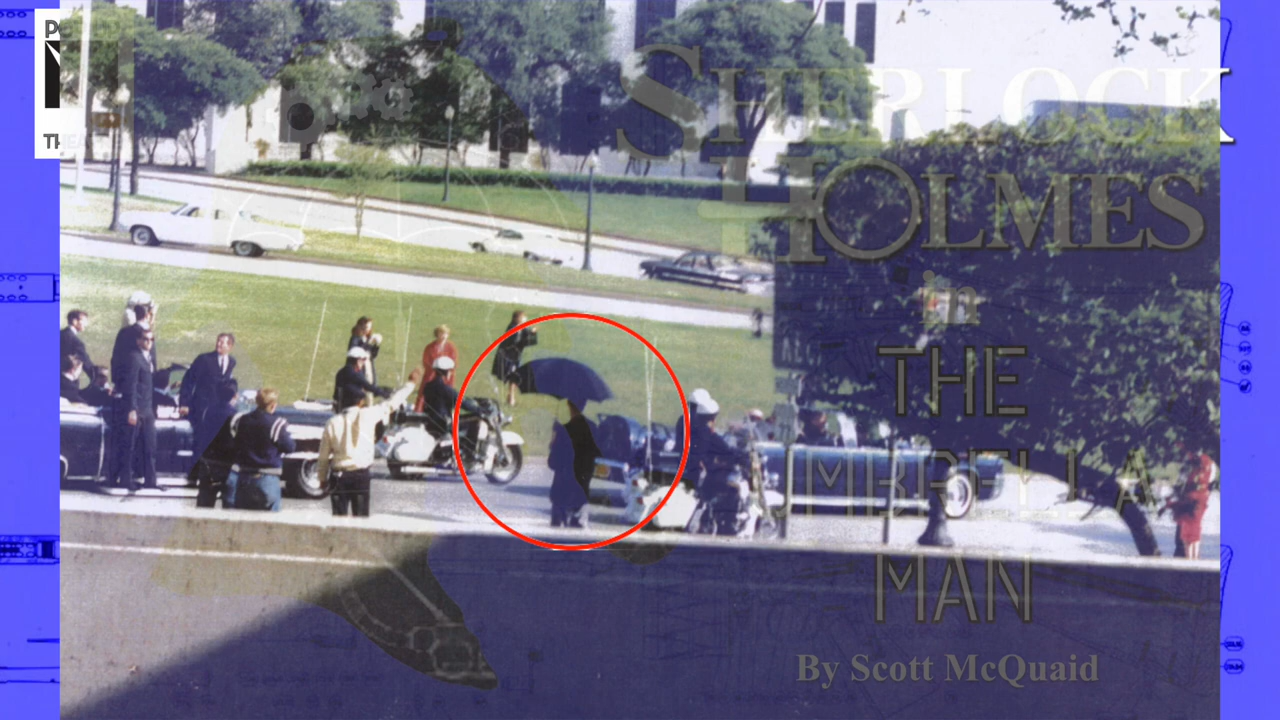 SHERLOCK
HOLMES
in
THE
UMBRELLA
MAN
By Scott McQuaid